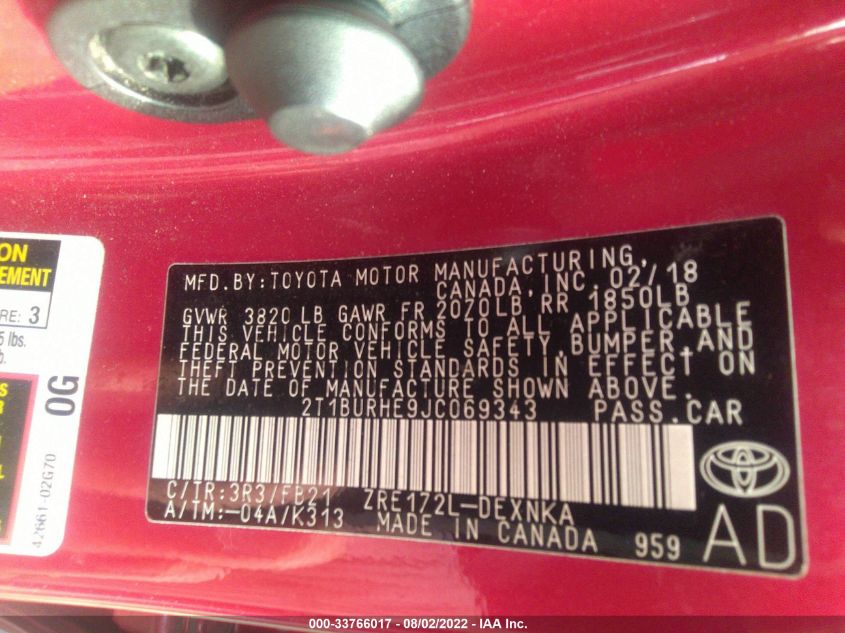 ON
EMENT
RE: 3
5 lbs.
b.
S
R
L
0G
42661-02G70
MFD.BY:TOYOTA MOTOR MANUFACTURING,
CANADA, INC. 02/18
GVWR 3820 LB GAWR FR 2070LB, RR 1850LB
THIS VEHICLE CONFORMS TO ALL APPLICABLE
FEDERAL MOTOR VEHICLE SAFETY, BUMPER, AND
THEFT PREVENTION STANDARDS IN EFFECT ON
THE DATE OF MANUFACTURE SHOWN ABOVE.
2T1BURHE9JC069343 PASS.CAR
C/TR:3R3/FB21 ZRE172L-DEXNKA
A/TM:-04A/K313 MADE IN CANADA 959
AD
000-33766017 - 08/02/2022 - IAA Inc.